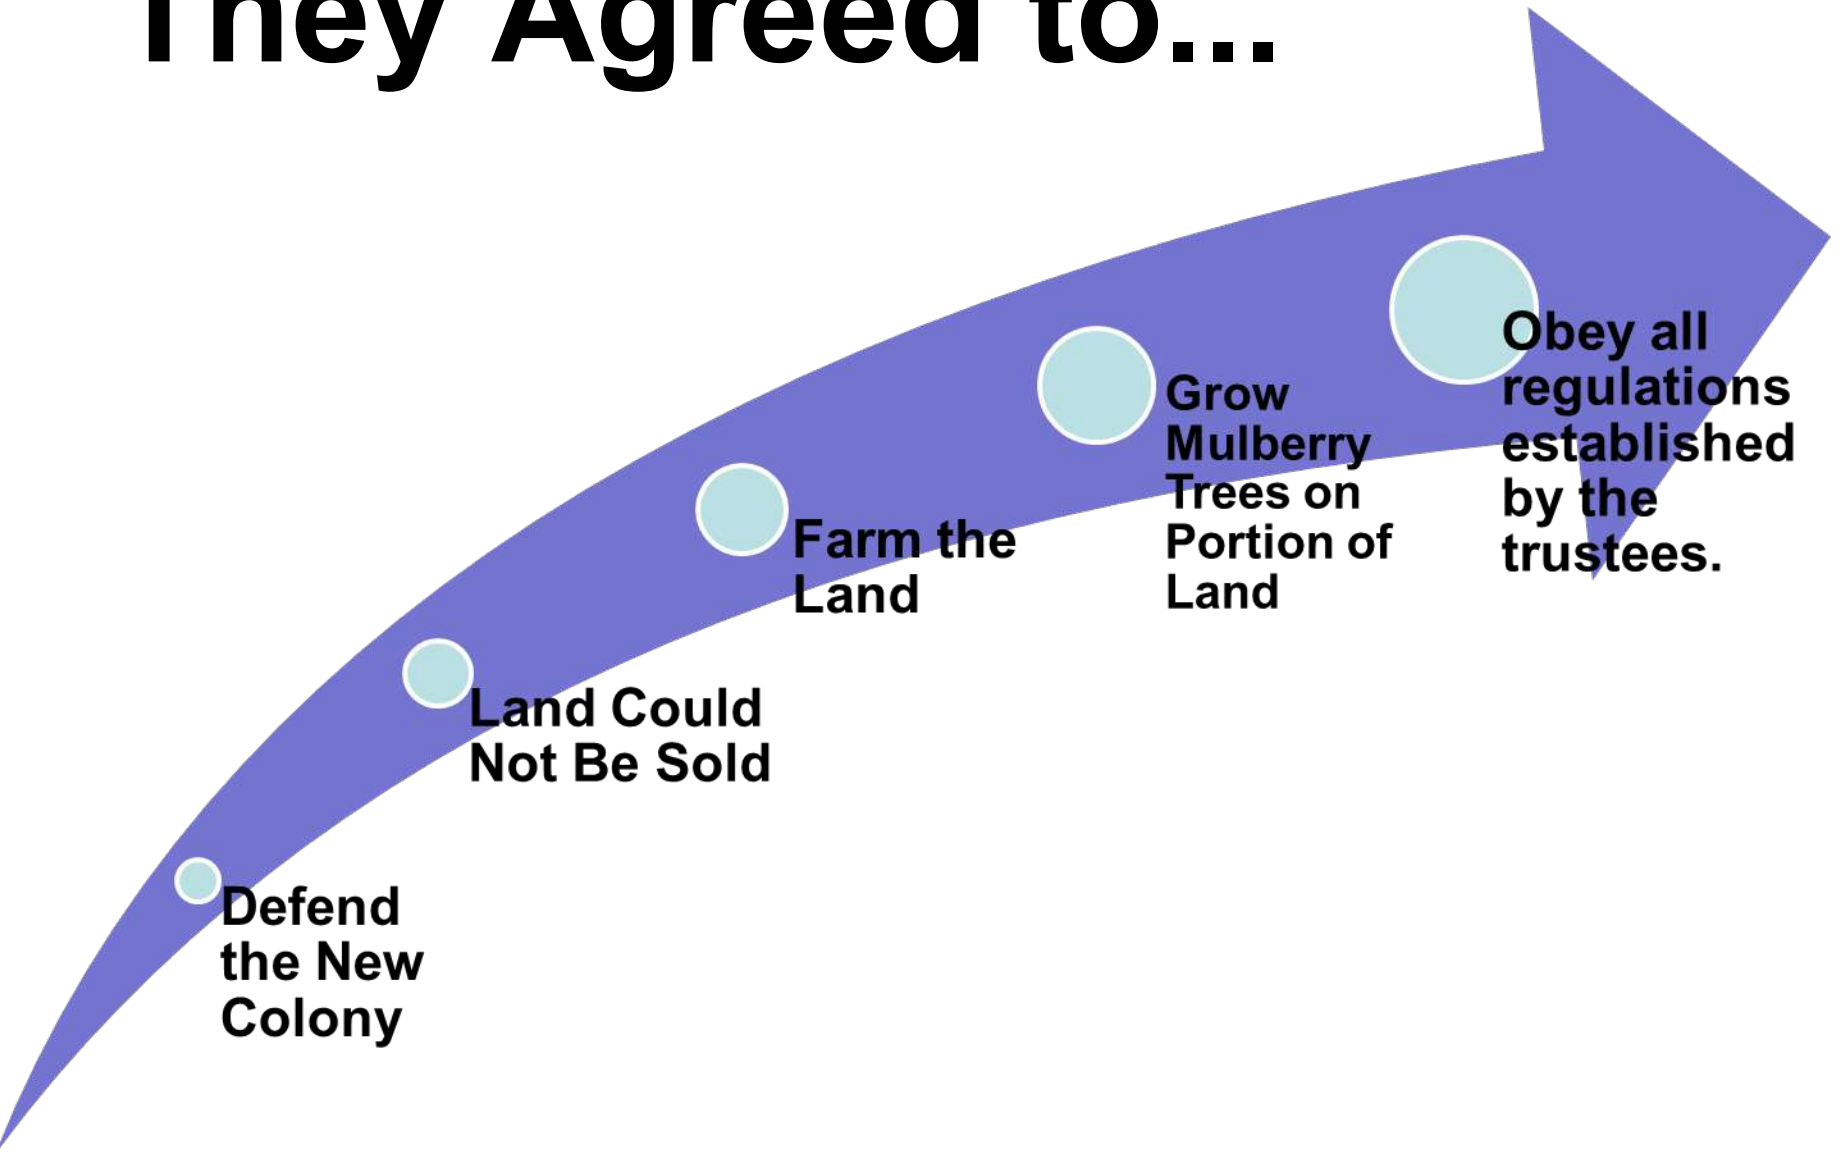 They Agreed to...
Defend
the New
Colony
Land Could
Not Be Sold
Farm the
Land
Grow
Mulberry
Trees on
Portion of
Land
Obey all
regulations
established
by the
trustees.